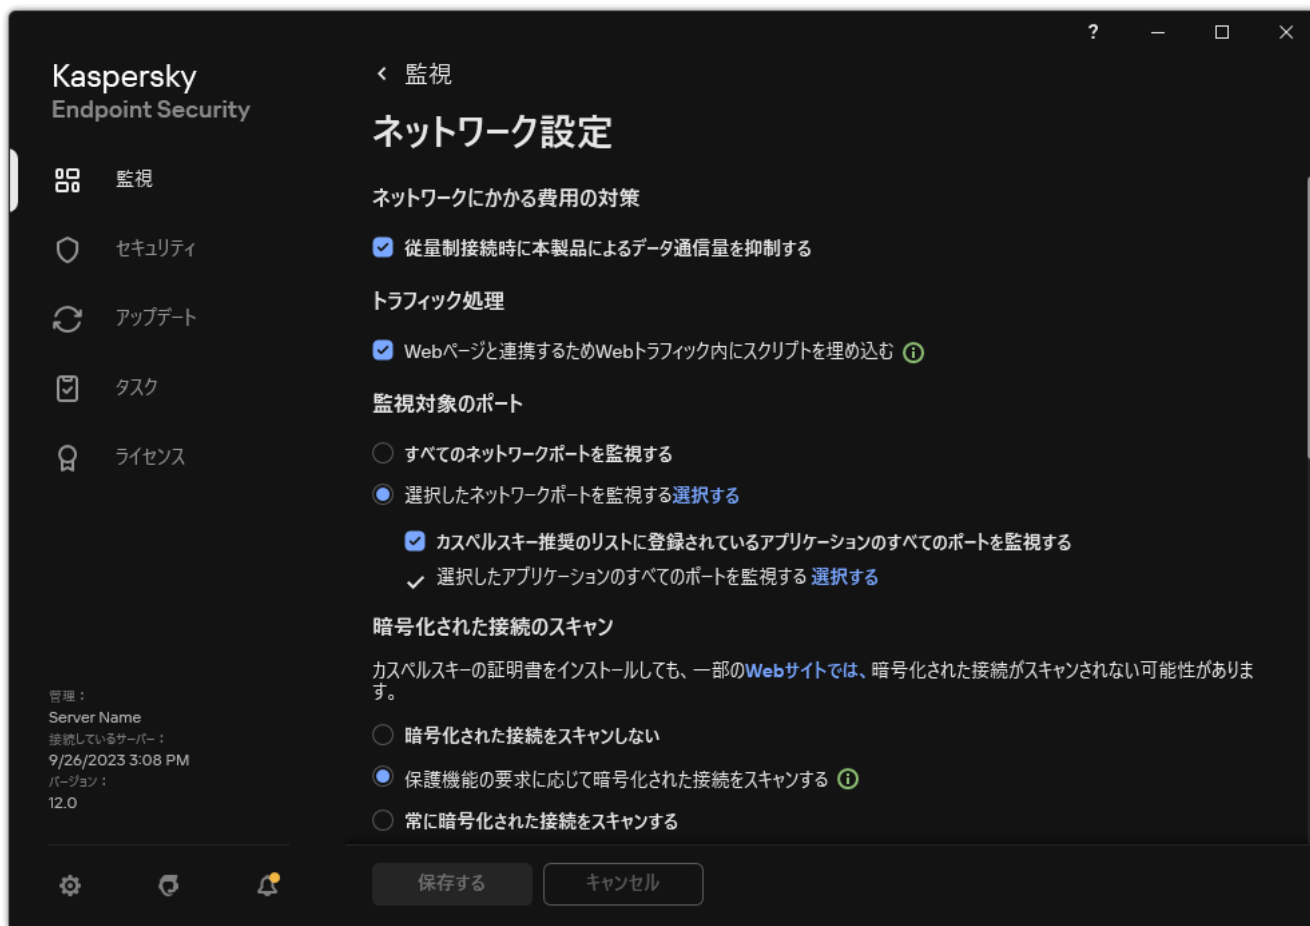 ?
Kaspersky
Endpoint Security
監視
セキュリティ
アップデート
タスク
ライセンス
管理：
Server Name
接続しているサーバー：
9/26/2023 3:08 PM
バージョン：
12.0
監視
ネットワーク設定
ネットワークにかかる費用の対策
従量制接続時に本製品によるデータ通信量を抑制する
トラフィック処理
Webページと連携するためWebトラフィック内にスクリプトを埋め込む
監視対象のポート
すべてのネットワークポートを監視する
選択したネットワークポートを監視する選択する
カスペルスキー推奨のリストに登録されているアプリケーションのすべてのポートを監視する
選択したアプリケーションのすべてのポートを監視する 選択する
暗号化された接続のスキャン
カスペルスキーの証明書をインストールしても、一部のWebサイトでは、暗号化された接続がスキャンされない可能性がありま
す。
暗号化された接続をスキャンしない
保護機能の要求に応じて暗号化された接続をスキャンする
常に暗号化された接続をスキャンする
保存する
キャンセル